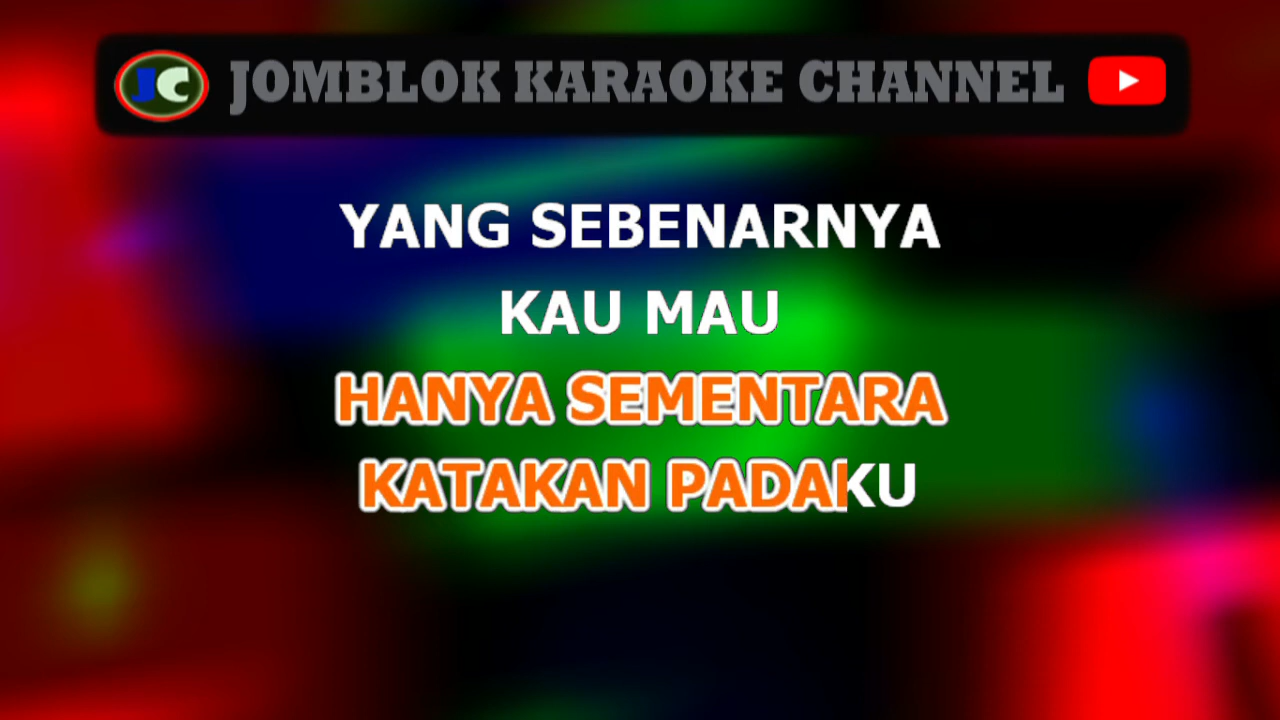 JC JOMBLOK KARAOKE CHANNEL
YANG SEBENARNYA
KAU MAU
HANYA SEMENTARA
KATAKAN PADAKU